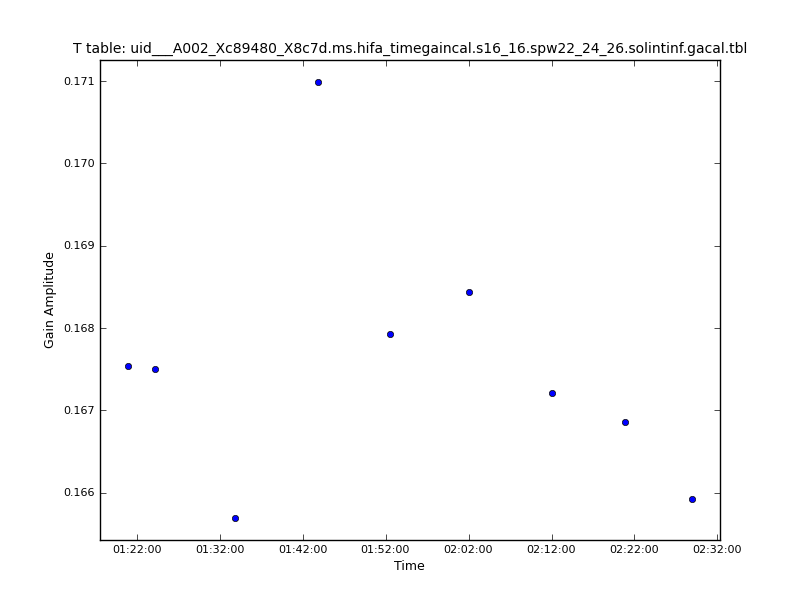 T table: uid___A002_Xc89480_X8c7d.ms.hifa_timegaincal.s16_16.spw22_24_26.solintinf.gacal.tbl
0.171
0.170
0.169
0.168
0.167
0.166
Gain Amplitude
01:22:00 01:32:00 01:42:00 01:52:00 02:02:00 02:12:00 02:22:00 02:32:00
Time